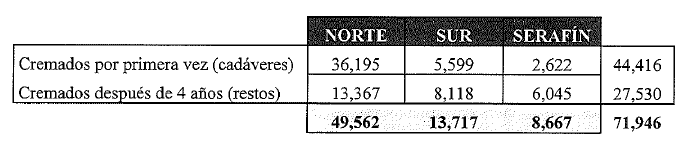 NORTE SUR SERAFÍN
Cremados por primera vez (cadáveres) 36,195 5,599 2,622 44,416
Cremados después de 4 años (restos) 13,367 8,118 6,045 27,530
49,562 13,717 8,667 71,946